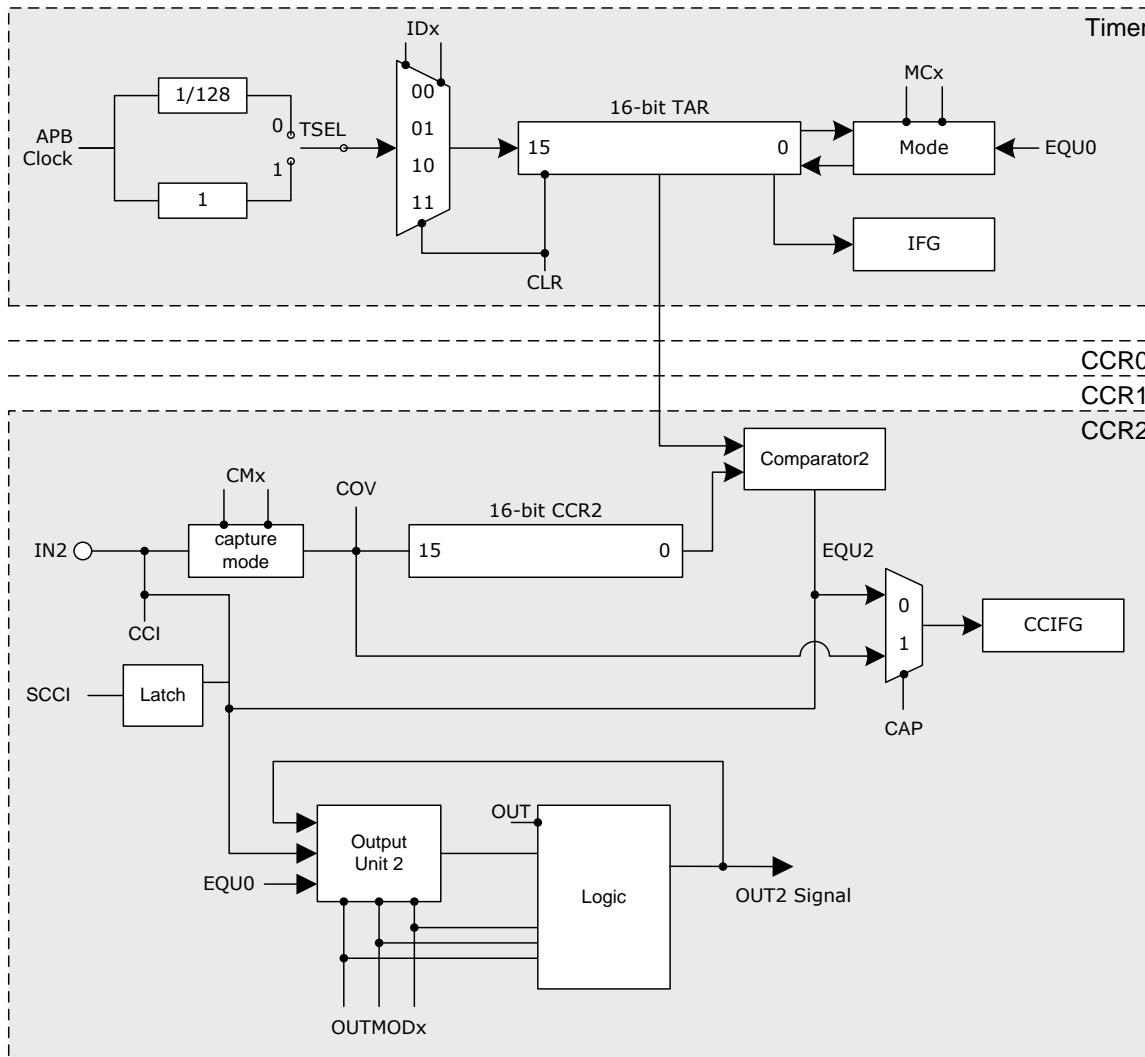 Timer
IDx
MCx
1/128
00
16-bit TAR
0
TSEL
01
APB
Clock
15
0
Mode
EQU0
10
1
1
11
IFG
CLR
CCR0
CCR1
CCR2
Comparator2
CMx
COV
16-bit CCR2
IN2
capture
mode
15
0
EQU2
0
CCIFG
CCI
1
SCCI
Latch
CAP
OUT
Output
Unit 2
EQU0
Logic
OUT2 Signal
OUTMODx